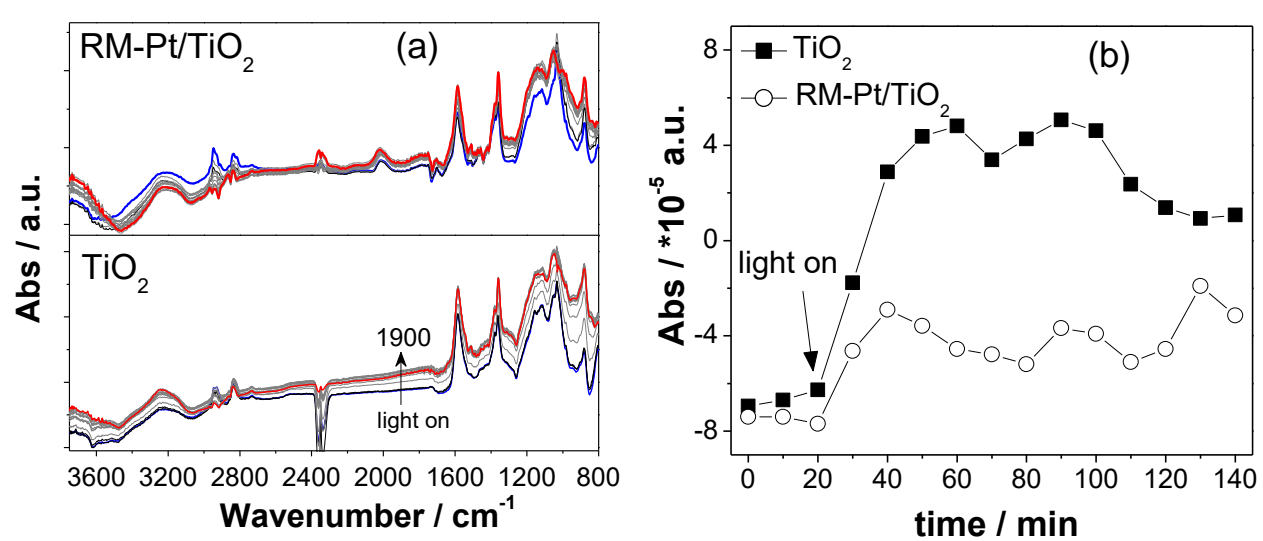 RM-Pt/TiO2
(a)
TiO2
1900
light on
Abs / a.u.
3600 3200 2800 2400 2000 1600 1200 800
Wavenumber / cm-1
(b)
TiO2
RM-Pt/TiO2
light on
8
4
0
-4
-8
Abs / *10-5 a.u.
0 20 40 60 80 100 120 140
time / min